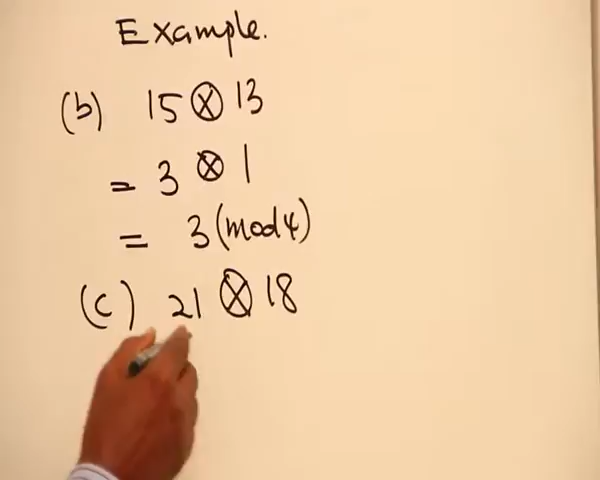 Example.
(b) 15 ⊗ 13
= 3 ⊗ 1
= 3 (mod 4)
(c) 21 ⊗ 18